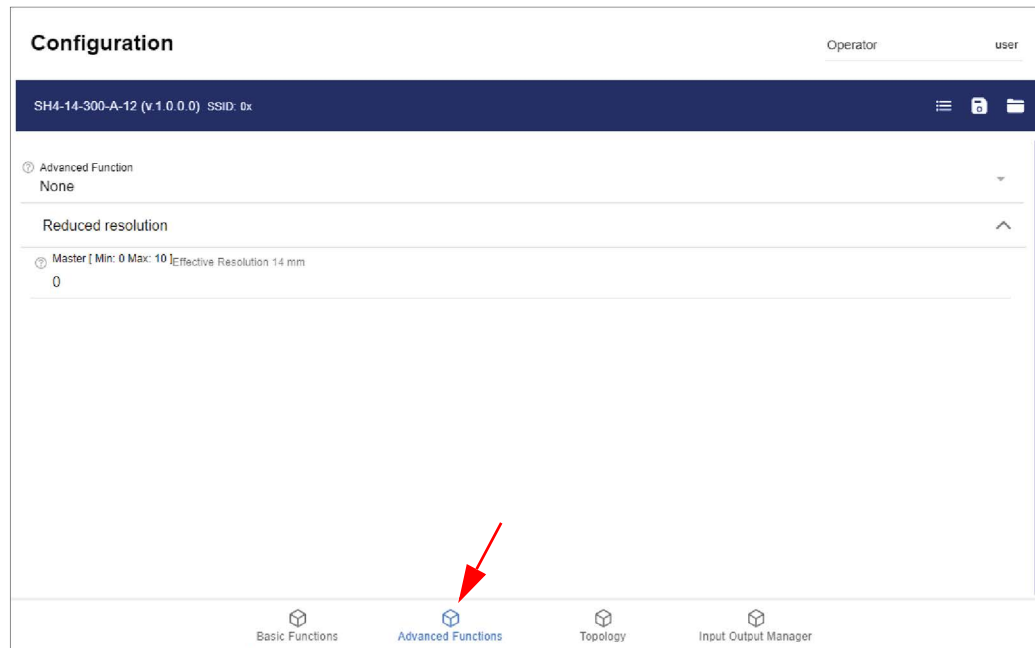 Configuration
Operator user
SH4-14-300-A-12 (v.1.0.0.0) SSID: 0x
Advanced Function
None
Reduced resolution
Master [ Min: 0 Max: 10 ]Effective Resolution 14 mm
0
Basic Functions Advanced Functions Topology Input Output Manager